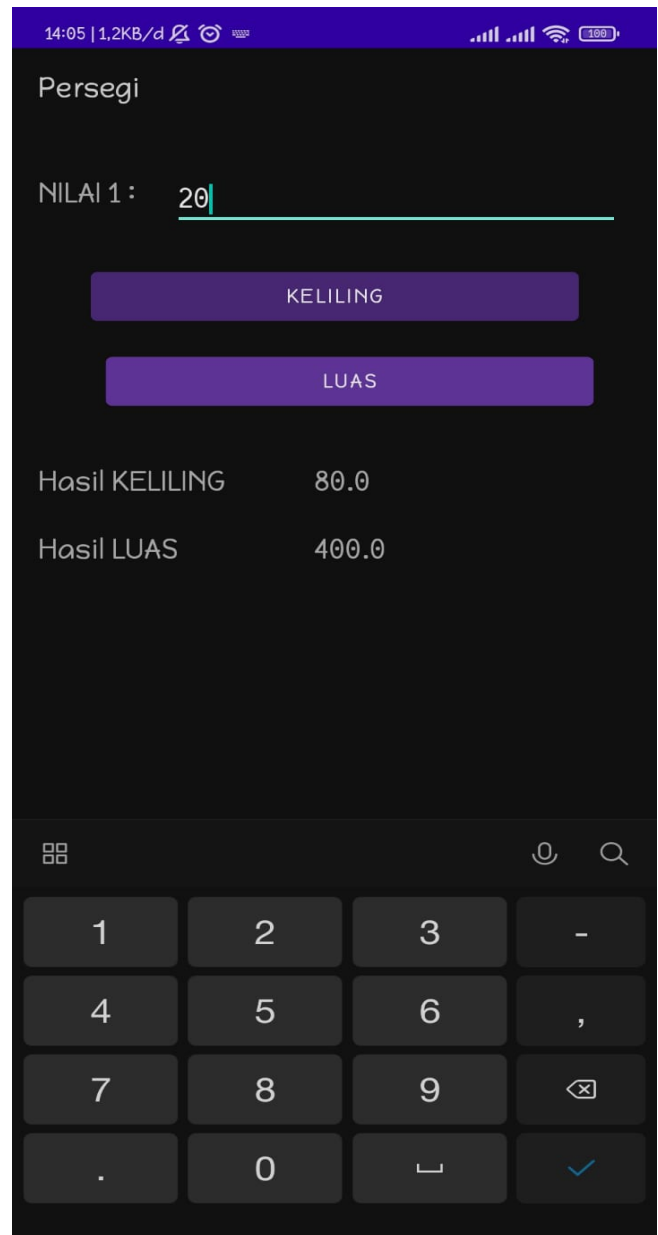 14:05 | 1,2KB/d 100
Persegi
NILAI 1 : 20
KELILING
LUAS
Hasil KELILING 80.0
Hasil LUAS 400.0
1 2 3 -
4 5 6 ,
7 8 9
. 0